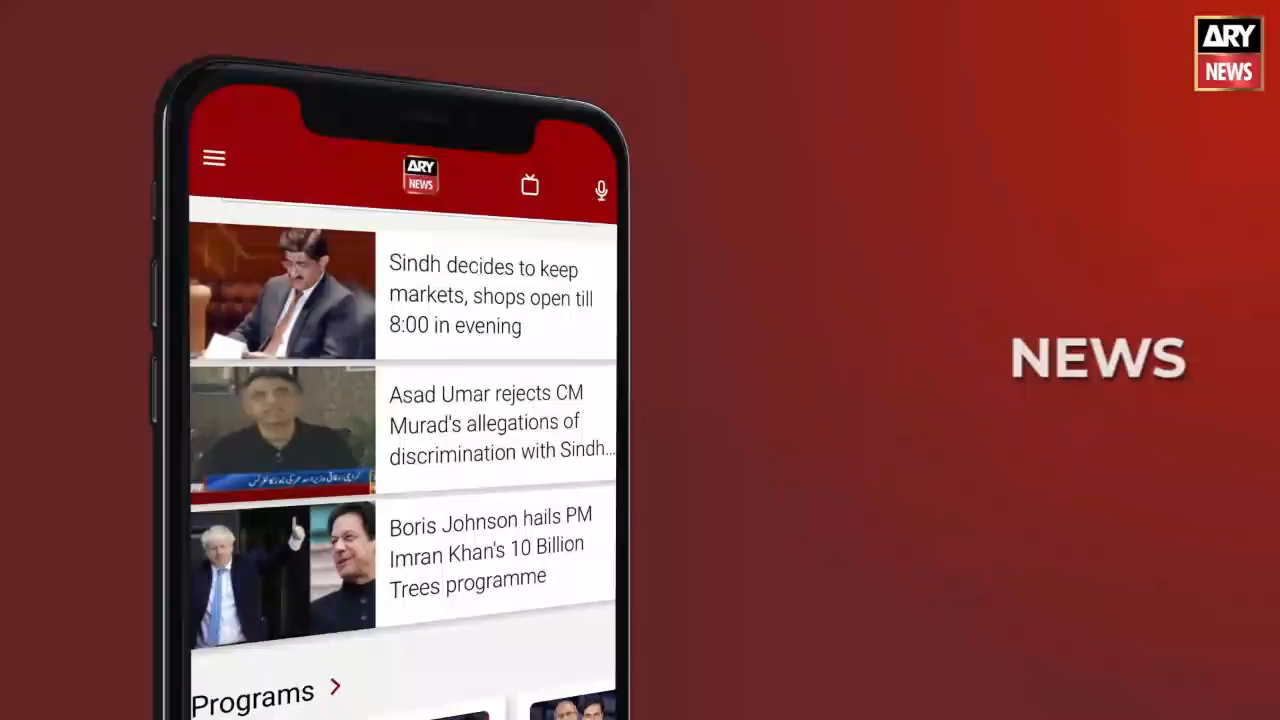 ARY
NEWS
ARY
NEWS
Sindh decides to keep
markets, shops open till
8:00 in evening
Asad Umar rejects CM
Murad's allegations of
discrimination with Sindh...
Boris Johnson hails PM
Imran Khan's 10 Billion
Trees programme
Programs
NEWS